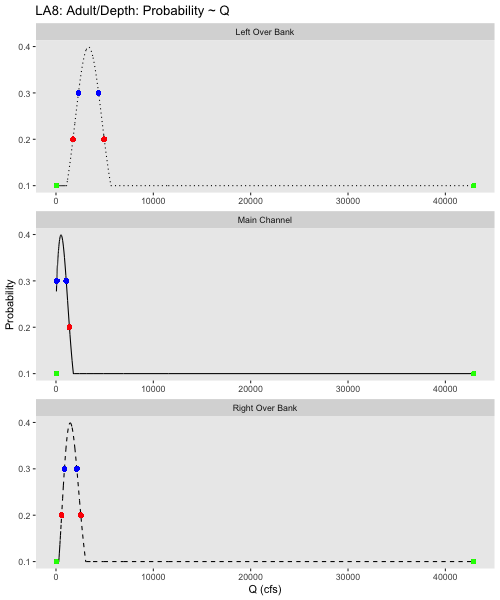 LA8: Adult/Depth: Probability ~ Q
Left Over Bank
0.4
0.3
0.2
0.1
0 10000 20000 30000 40000
Main Channel
0.4
0.3
0.2
0.1
0 10000 20000 30000 40000
Probability
Right Over Bank
0.4
0.3
0.2
0.1
0 10000 20000 30000 40000
Q (cfs)